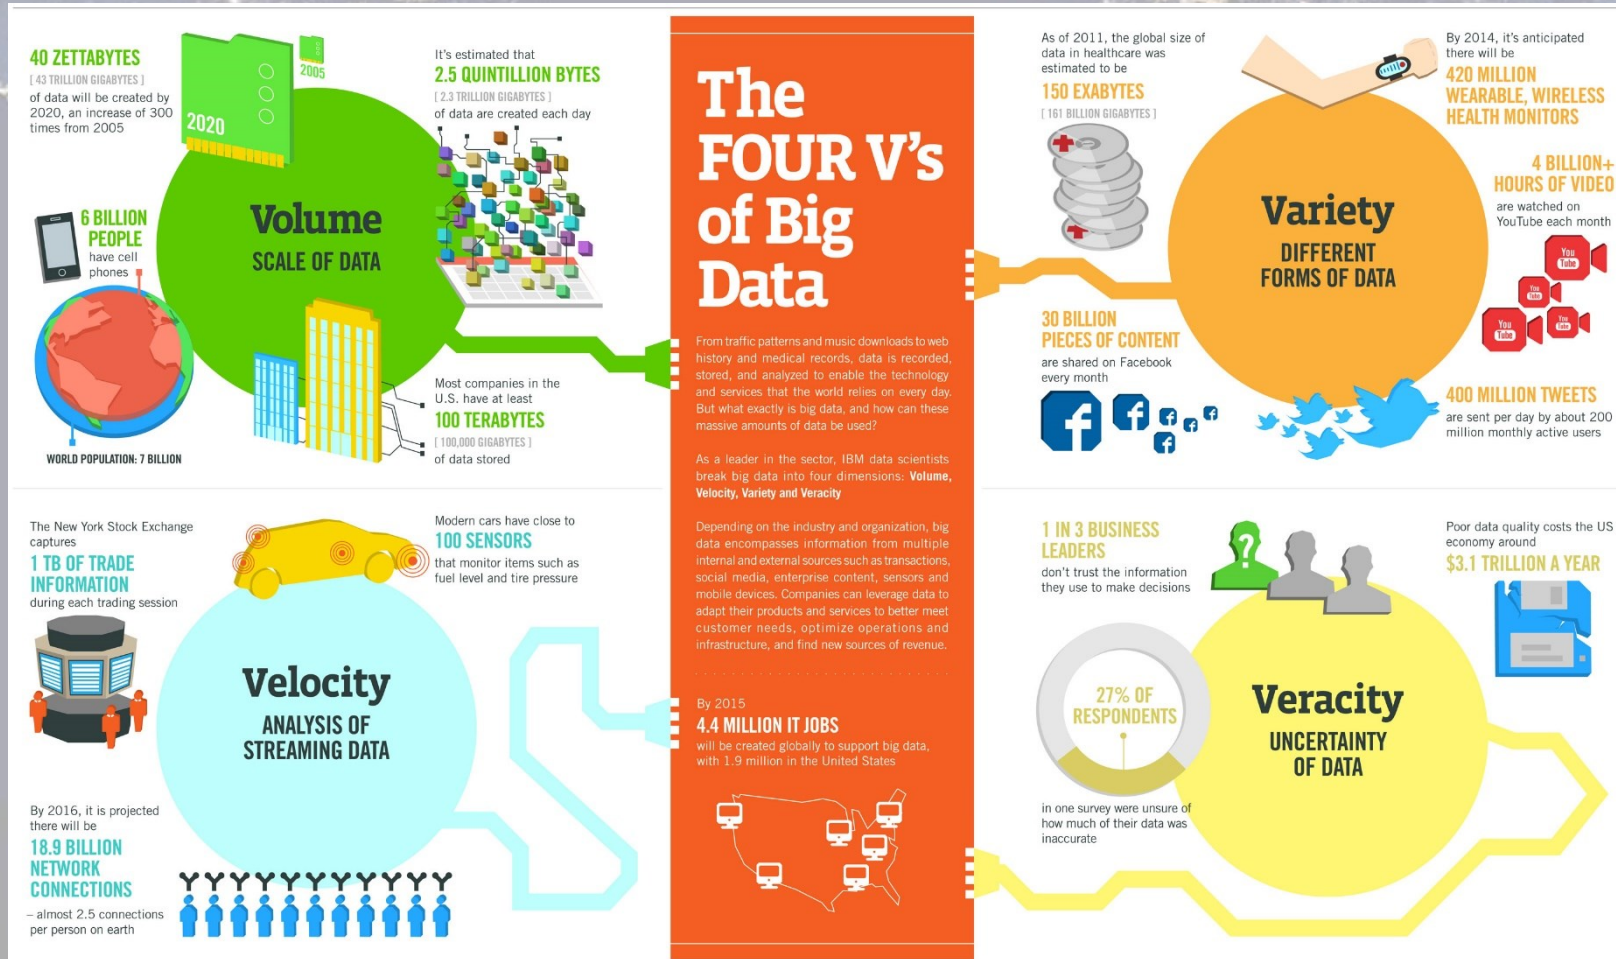 40 ZETTABYTES
[ 43 TRILLION GIGABYTES ]
of data will be created by
2020, an increase of 300
times from 2005
2020
2005
It's estimated that
2.5 QUINTILLION BYTES
[ 2.3 TRILLION GIGABYTES ]
of data are created each day
6 BILLION
PEOPLE
have cell
phones
WORLD POPULATION: 7 BILLION
Volume
SCALE OF DATA
Most companies in the
U.S. have at least
100 TERABYTES
[ 100,000 GIGABYTES ]
of data stored
The New York Stock Exchange
captures
1 TB OF TRADE
INFORMATION
during each trading session
Modern cars have close to
100 SENSORS
that monitor items such as
fuel level and tire pressure
Velocity
ANALYSIS OF
STREAMING DATA
By 2016, it is projected
there will be
18.9 BILLION
NETWORK
CONNECTIONS
– almost 2.5 connections
per person on earth
The
FOUR V's
of Big
Data
From traffic patterns and music downloads to web
history and medical records, data is recorded,
stored, and analyzed to enable the technology
and services that the world relies on every day.
But what exactly is big data, and how can these
massive amounts of data be used?
As a leader in the sector, IBM data scientists
break big data into four dimensions: Volume,
Velocity, Variety and Veracity
Depending on the industry and organization, big
data encompasses information from multiple
internal and external sources such as transactions,
social media, enterprise content, sensors and
mobile devices. Companies can leverage data to
adapt their products and services to better meet
customer needs, optimize operations and
infrastructure, and find new sources of revenue.
By 2015
4.4 MILLION IT JOBS
will be created globally to support big data,
with 1.9 million in the United States
As of 2011, the global size of
data in healthcare was
estimated to be
150 EXABYTES
[ 161 BILLION GIGABYTES ]
By 2014, it's anticipated
there will be
420 MILLION
WEARABLE, WIRELESS
HEALTH MONITORS
Variety
DIFFERENT
FORMS OF DATA
4 BILLION+
HOURS OF VIDEO
are watched on
YouTube each month
You
Tube
You
Tube
You
Tube
You
Tube
30 BILLION
PIECES OF CONTENT
are shared on Facebook
every month
f
f
f
f
f
f
400 MILLION TWEETS
are sent per day by about 200
million monthly active users
1 IN 3 BUSINESS
LEADERS
don't trust the information
they use to make decisions
?
Poor data quality costs the US
economy around
$3.1 TRILLION A YEAR
27% OF
RESPONDENTS
in one survey were unsure of
how much of their data was
inaccurate
Veracity
UNCERTAINTY
OF DATA